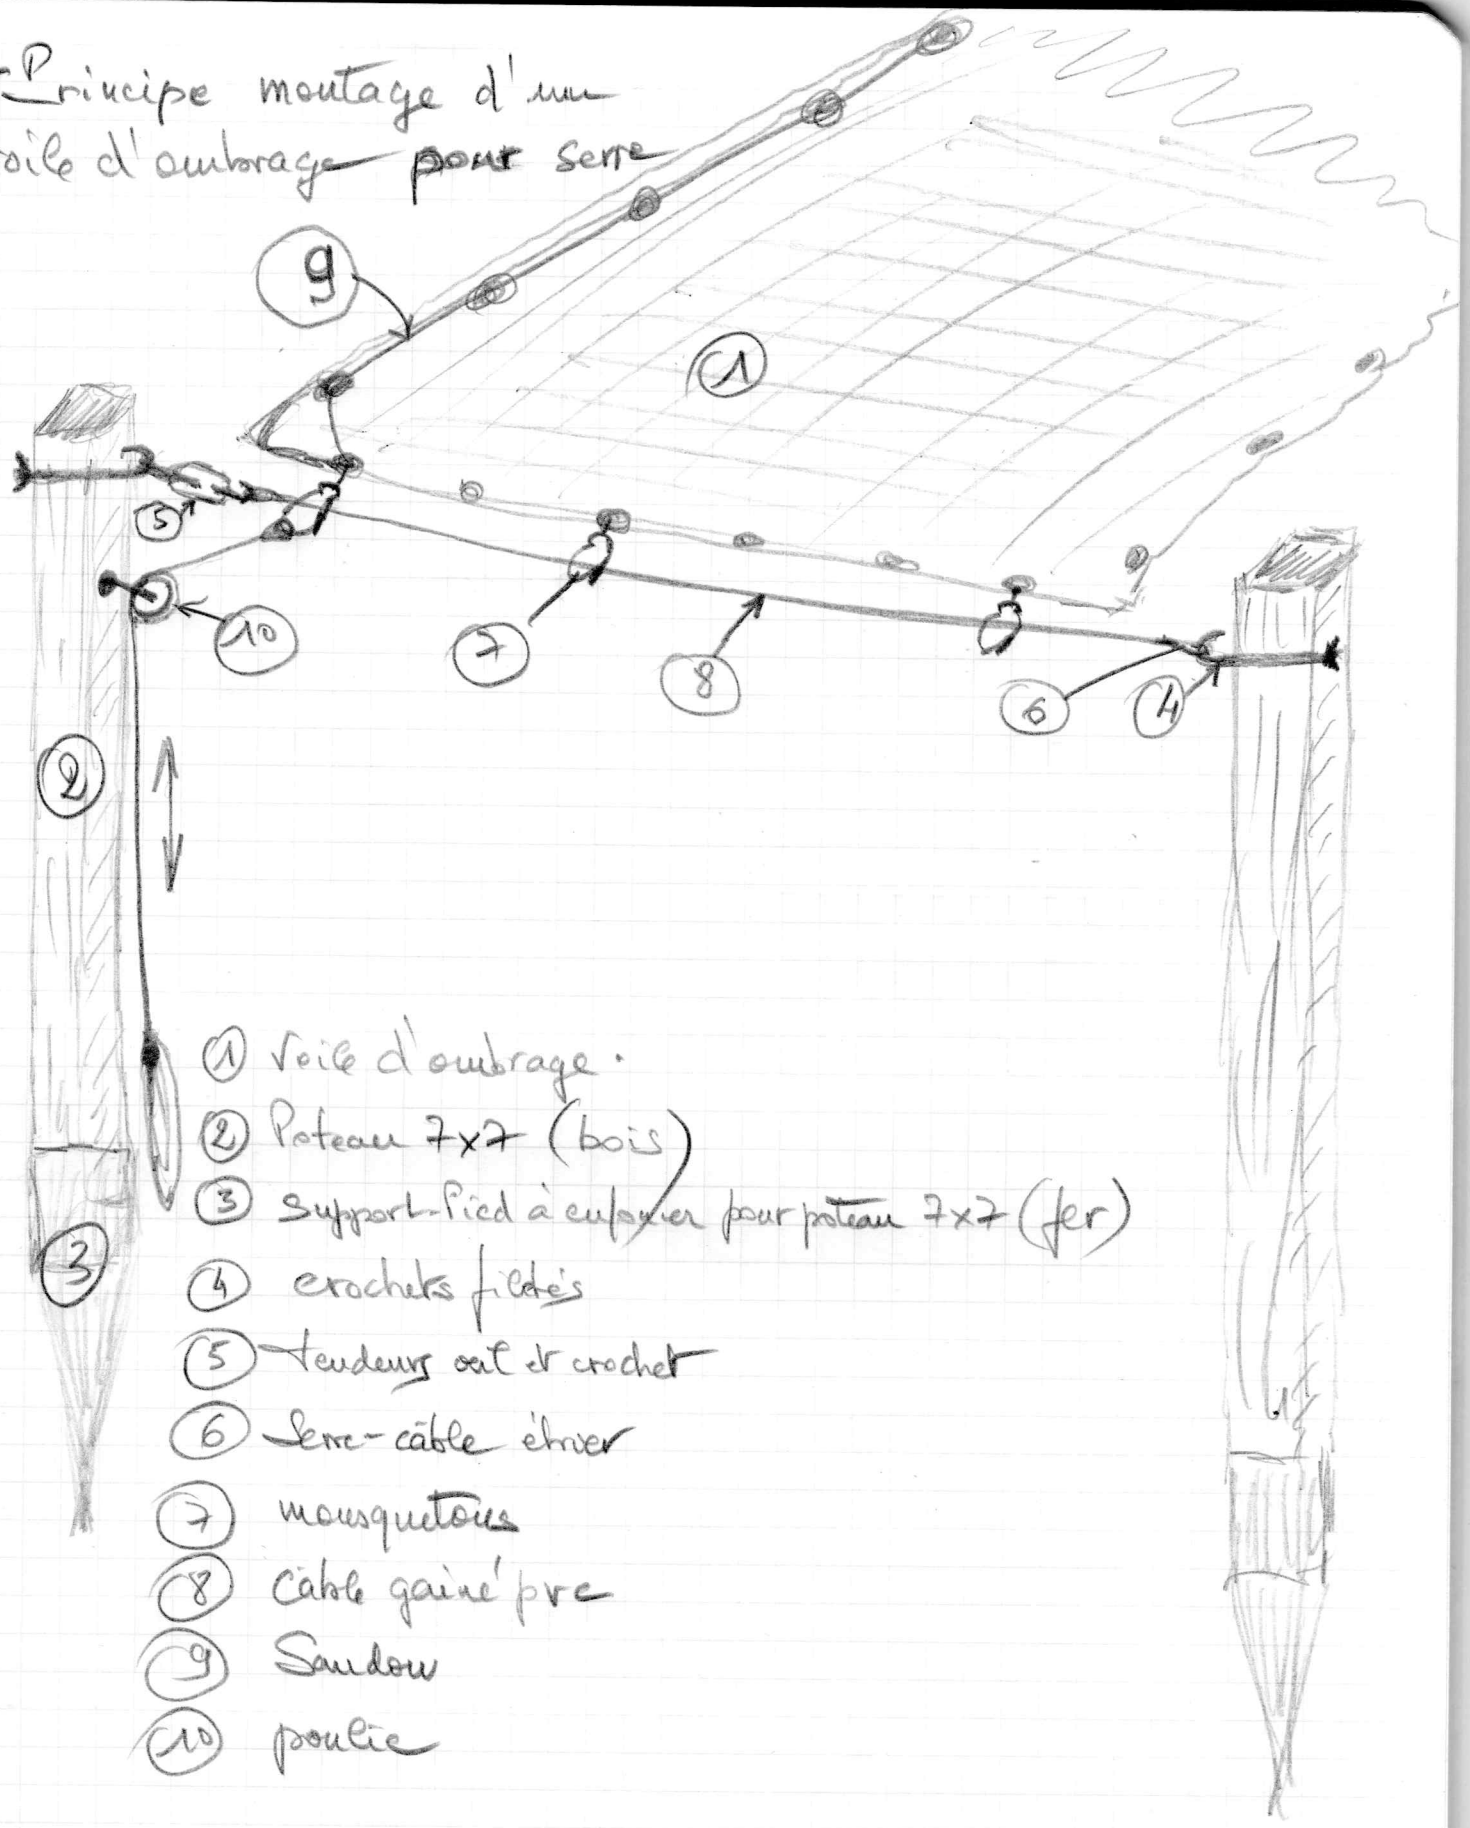 Principe montage d'un
oile d'ombrage pour serre
9
1
5
10
7
8
6
4
2
3
1 Voile d'ombrage.
2 Poteau 7x7 (bois)
3 Support-Pied à enfoncer pour poteau 7x7 (fer)
4 crochets filetés
5 tendeurs œil et crochet
6 Serre-câble étrier
7 mousquetons
8 Câble gainé pvc
9 Sandow
10 poulie